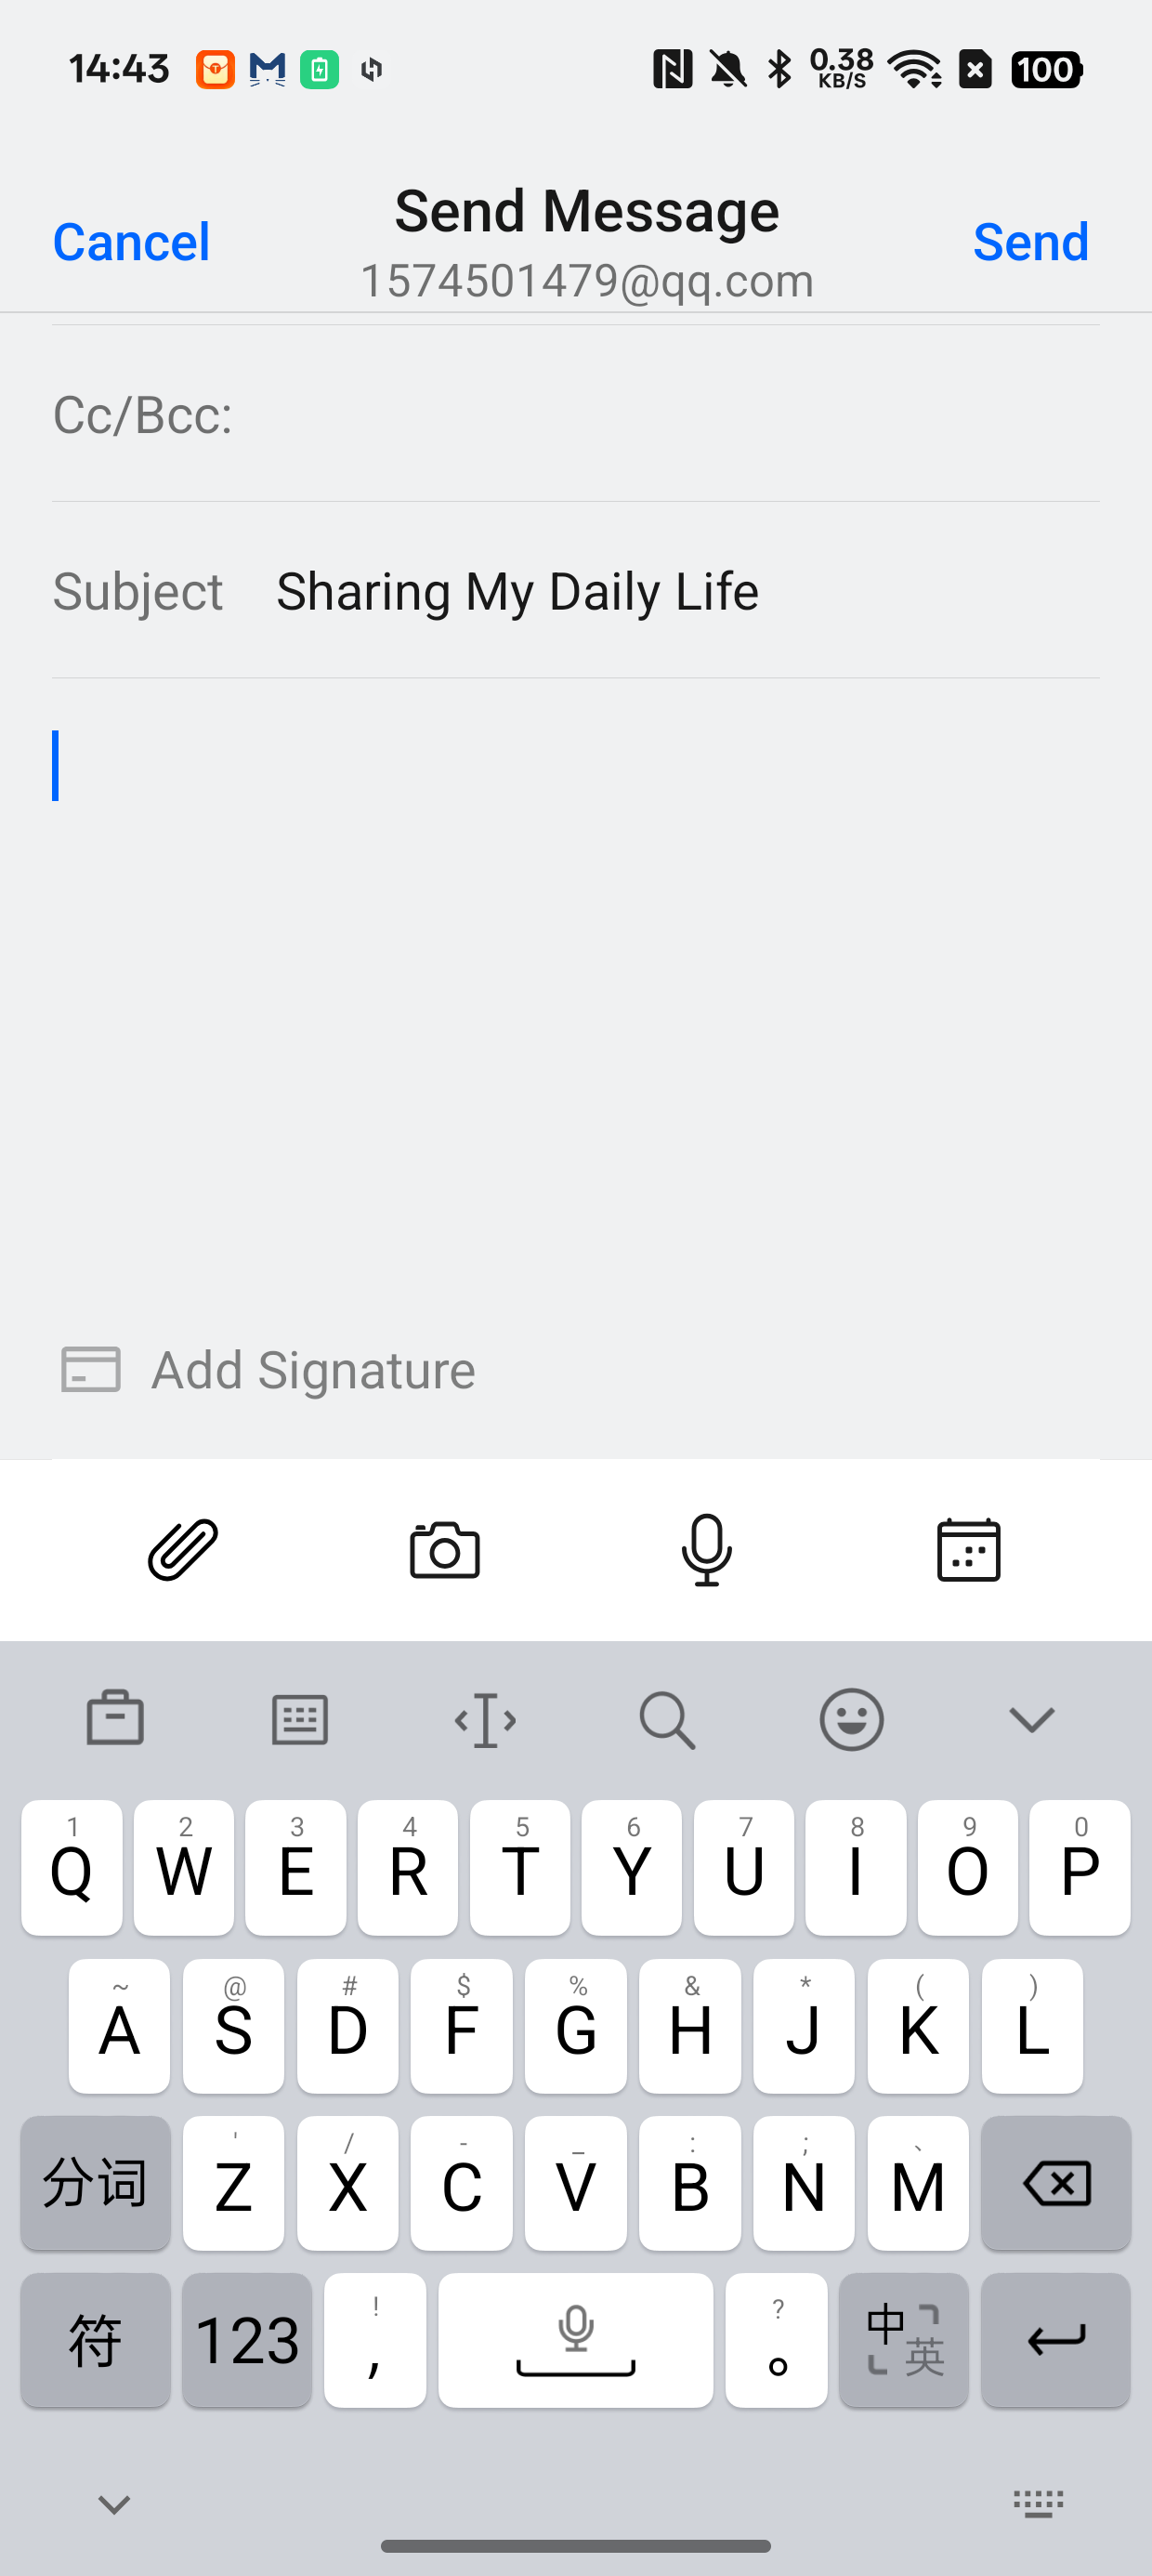 14:43 0.38 KB/S 100
Cancel Send Message Send
1574501479@qq.com
Cc/Bcc:
Subject Sharing My Daily Life
Add Signature
1 2 3 4 5 6 7 8 9 0
Q W E R T Y U I O P
~ @ # $ % & * ( )
A S D F G H J K L
' / - _ : ; 、
分词 Z X C V B N M
! ?
符 123 , 。 中 英